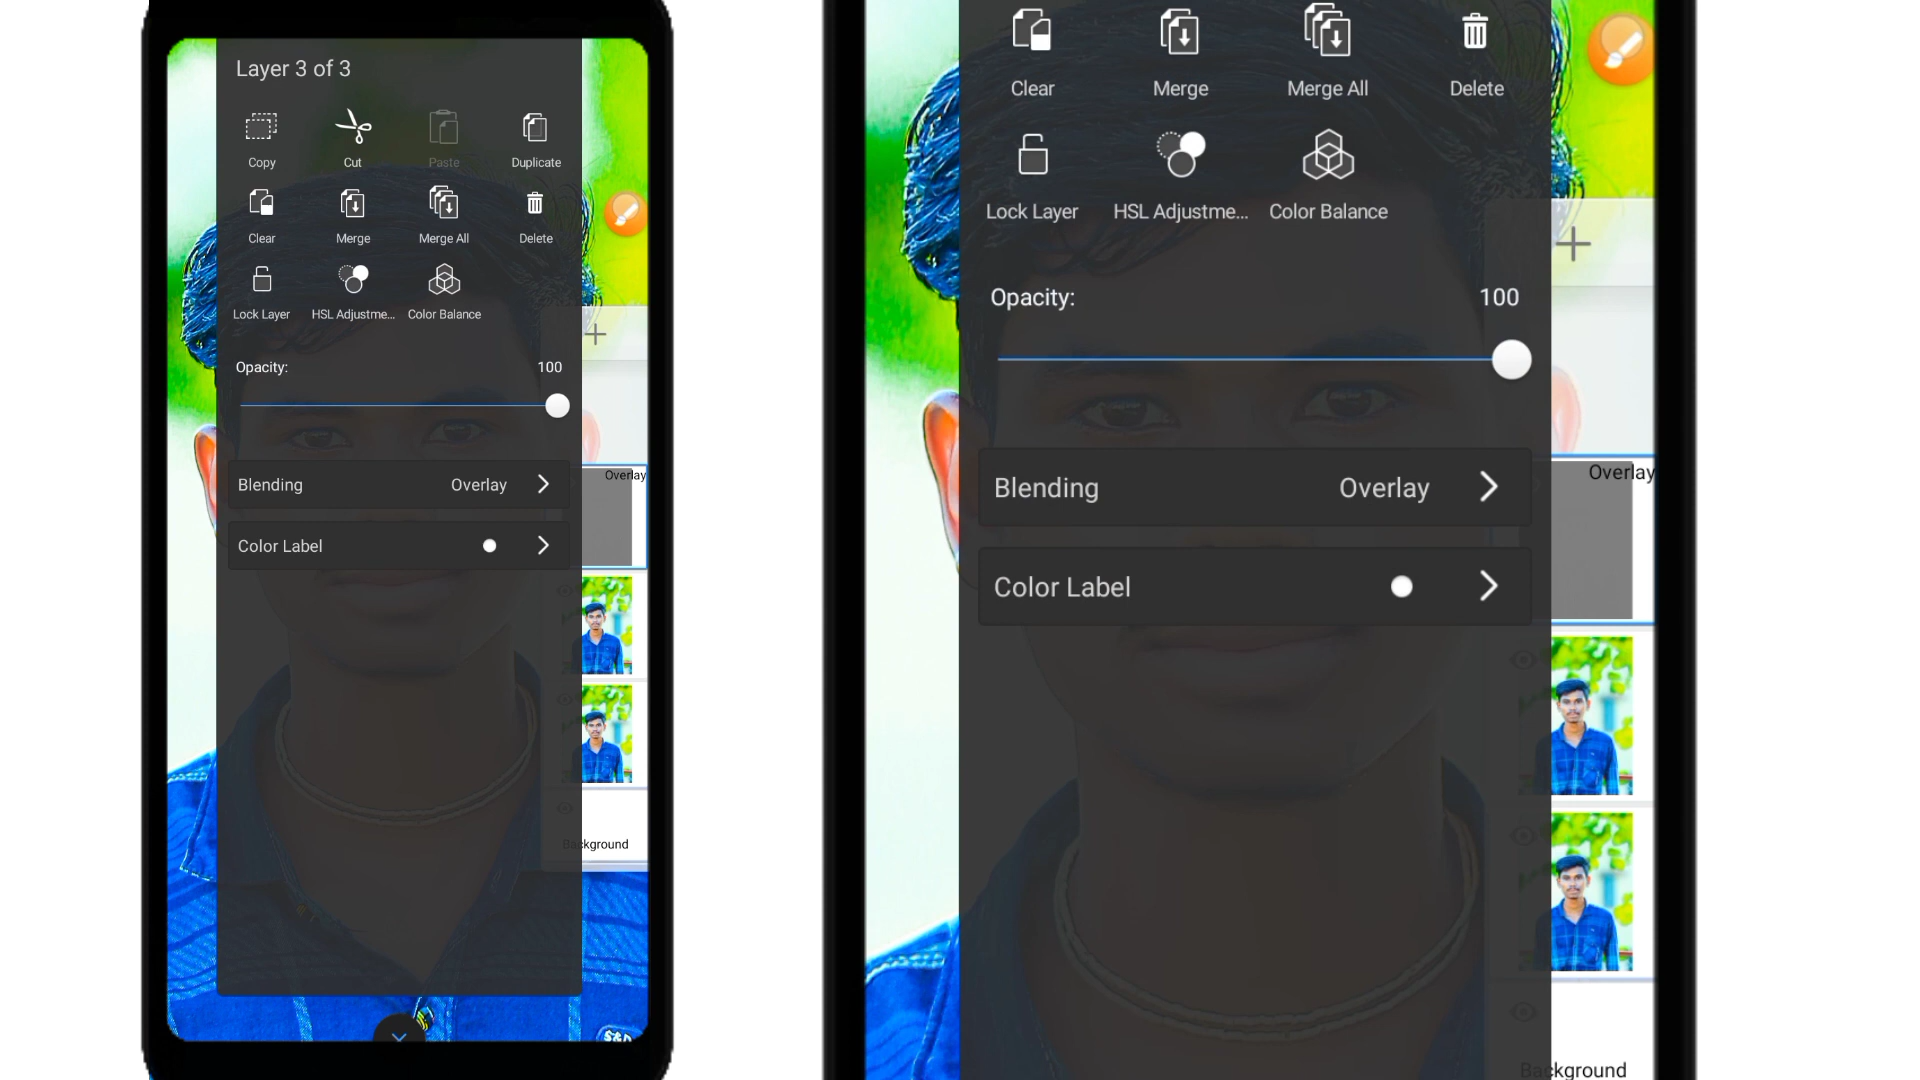 Layer 3 of 3
Copy Cut Paste Duplicate
Clear Merge Merge All Delete
Lock Layer HSL Adjustme... Color Balance
Opacity: 100
Blending Overlay
Color Label
Overlay
Background
S&D
Clear Merge Merge All Delete
Lock Layer HSL Adjustme... Color Balance
Opacity: 100
Blending Overlay
Color Label
Overlay
Background